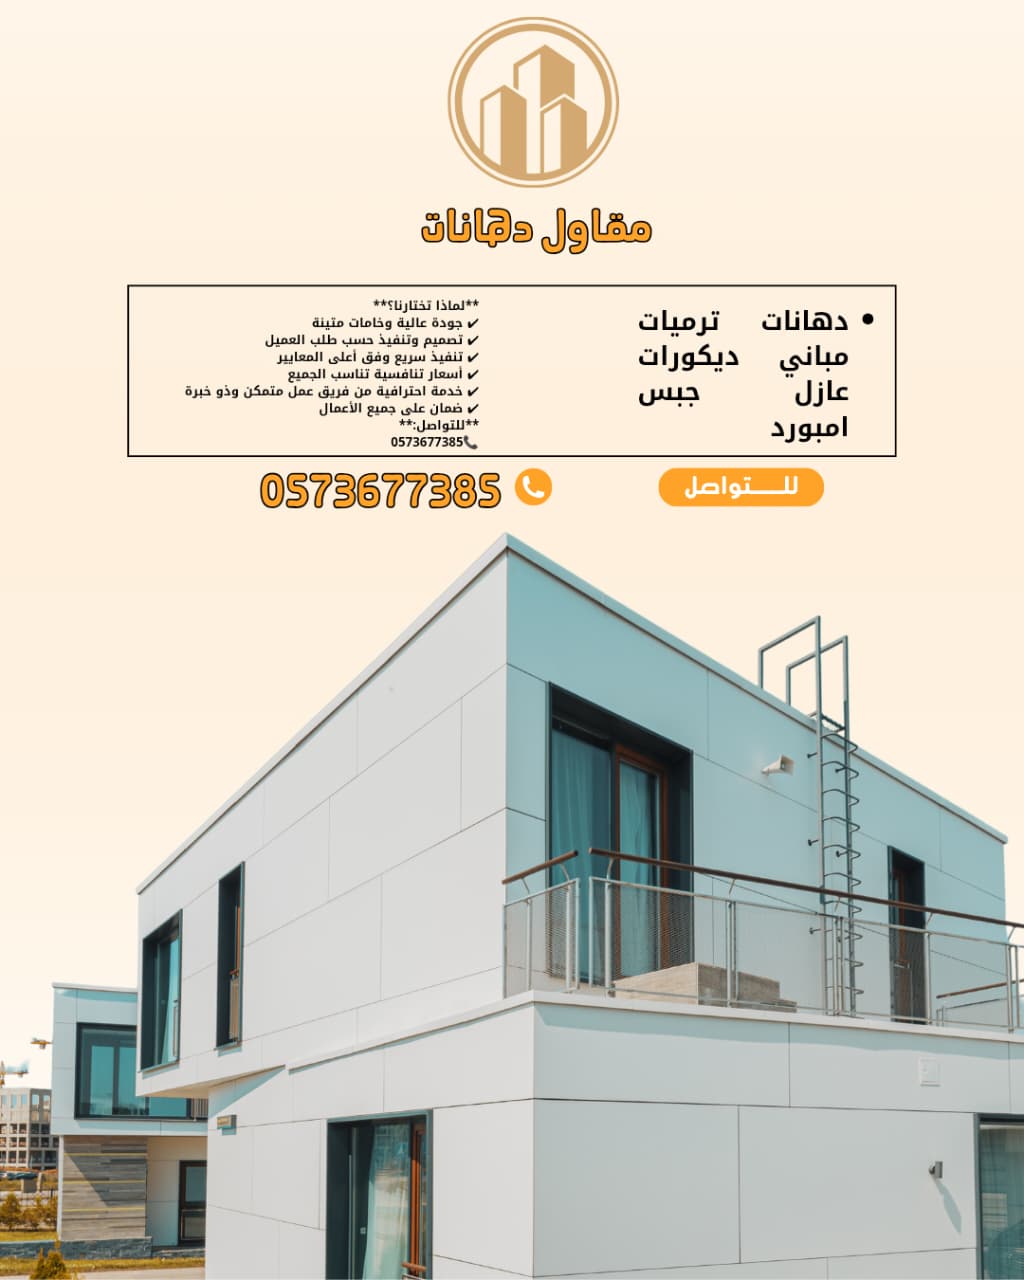 مقاول دهانات
• دهانات ترميات
مباني ديكورات
عازل جبس
امبورد
**لماذا تختارنا؟**
✔ جودة عالية وخامات متينة
✔ تصميم وتنفيذ حسب طلب العميل
✔ تنفيذ سريع وفق أعلى المعايير
✔ أسعار تنافسية تناسب الجميع
✔ خدمة احترافية من فريق عمل متمكن وذو خبرة
✔ ضمان على جميع الأعمال
**للتواصل:**
📞0573677385
للـــــتواصل
0573677385